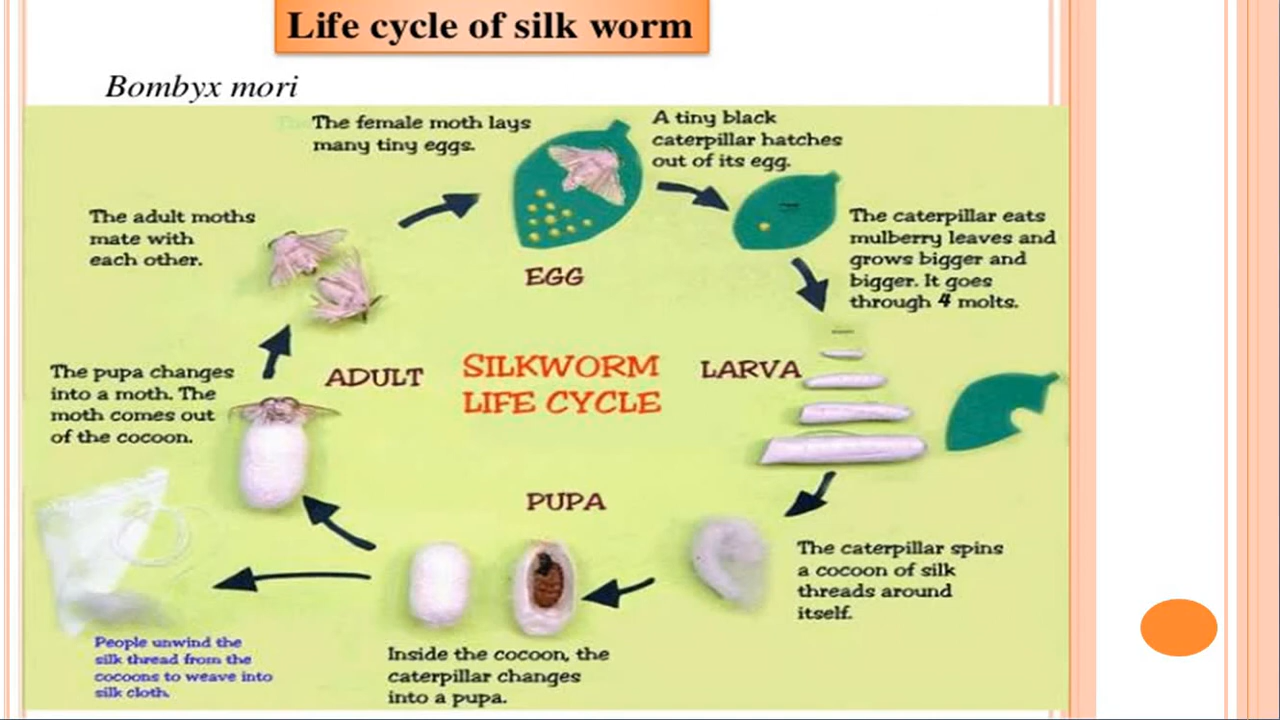 Life cycle of silk worm
Bombyx mori
The female moth lays
many tiny eggs.
A tiny black
caterpillar hatches
out of its egg.
The adult moths
mate with
each other.
The caterpillar eats
mulberry leaves and
grows bigger and
bigger. It goes
through 4 molts.
EGG
The pupa changes
into a moth. The
moth comes out
of the cocoon.
ADULT
SILKWORM
LIFE CYCLE
LARVA
PUPA
The caterpillar spins
a cocoon of silk
threads around
itself.
People unwind the
silk thread from the
cocoons to weave into
silk cloth.
Inside the cocoon, the
caterpillar changes
into a pupa.